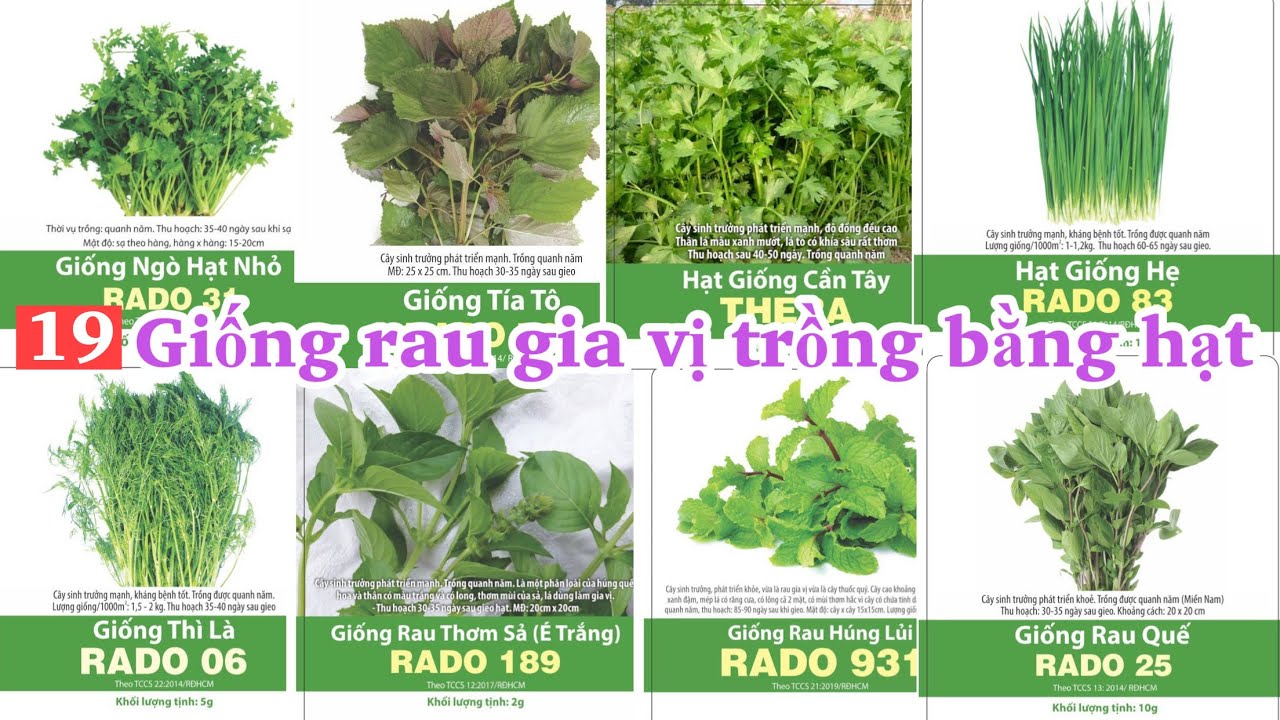 Thời vụ trồng: quanh năm. Thu hoạch: 35-40 ngày sau khi sạ
Mật độ: sạ theo hàng, hàng x hàng: 15-20cm
Giống Ngò Hạt Nhỏ
RADO 31
Cây sinh trưởng phát triển mạnh. Trồng quanh năm
MĐ: 25 x 25 cm. Thu hoạch 30-35 ngày sau gieo
Giống Tía Tô
RADO
Cây sinh trưởng phát triển mạnh, độ đồng đều cao
Thân lá màu xanh mướt, lá to có khía sâu rất thơm
Thu hoạch sau 40-50 ngày. Trồng quanh năm
Hạt Giống Cần Tây
Cây sinh trưởng mạnh, kháng bệnh tốt. Trồng được quanh năm
Lượng giống/1000m²: 1-1,2kg. Thu hoạch 60-65 ngày sau gieo.
Hạt Giống Hẹ
RADO 83
19 Giống rau gia vị trồng bằng hạt
Cây sinh trưởng mạnh, kháng bệnh tốt. Trồng được quanh năm.
Lượng giống/1000m²: 1,5 - 2 kg. Thu hoạch 35-40 ngày sau gieo
Giống Thì Là
RADO 06
Theo TCCS 22:2014/RĐHCM
Khối lượng tịnh: 5g
Cây sinh trưởng phát triển mạnh. Trồng quanh năm. Là một phân loài của húng quế
hoa và thân có màu trắng và có lông, thơm mùi của sả, lá dùng làm gia vị.
- Thu hoạch 30-35 ngày sau gieo hạt. MĐ: 20cm x 20cm
Giống Rau Thơm Sả (É Trắng)
RADO 189
Theo TCCS 12:2017/RĐHCM
Khối lượng tịnh: 2g
Cây sinh trưởng, phát triển khỏe, vừa là rau gia vị vừa là cây thuốc quý. Cây cao khoảng
xanh đậm, mép lá có răng cưa, có lông cả 2 mặt, có mùi thơm hắc vì cây có chứa tinh d
quanh năm, thu hoạch: 85-90 ngày sau khi gieo. Mật độ: cây x cây 15x15cm. Lượng giố
Giống Rau Húng Lủi
RADO 931
Theo TCCS 21:2019/RĐHCM
Cây sinh trưởng phát triển khoẻ. Trồng được quanh năm (Miền Nam)
Thu hoạch: 30-35 ngày sau gieo. Khoảng cách: 20 x 20 cm
Giống Rau Quế
RADO 25
Theo TCCS 13: 2014/ RĐHCM
Khối lượng tịnh: 10g